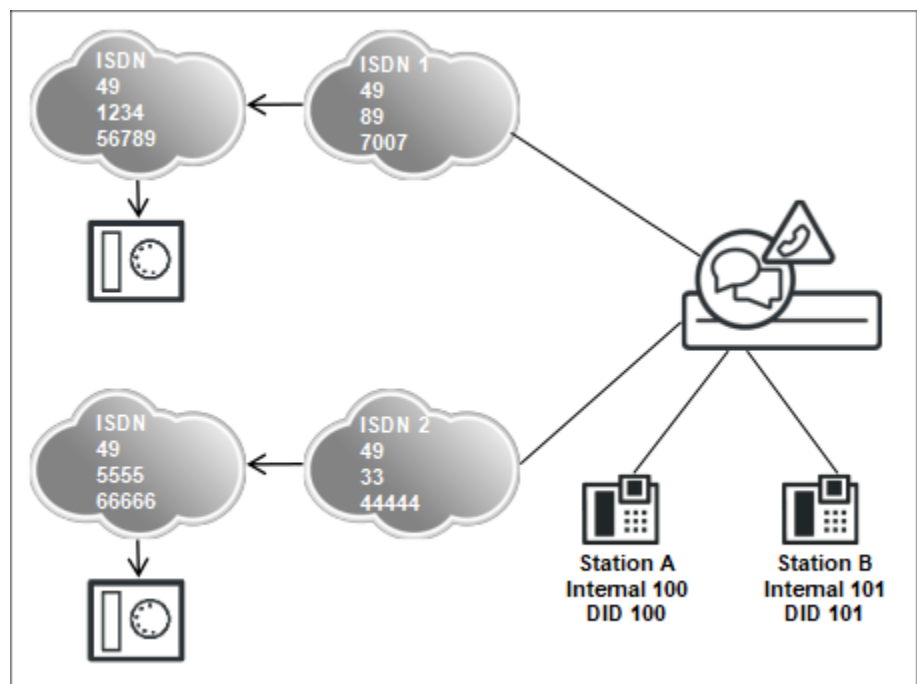 ISDN
49
1234
56789
ISDN 1
49
89
7007
ISDN
49
5555
66666
ISDN 2
49
33
44444
Station A
Internal 100
DID 100
Station B
Internal 101
DID 101